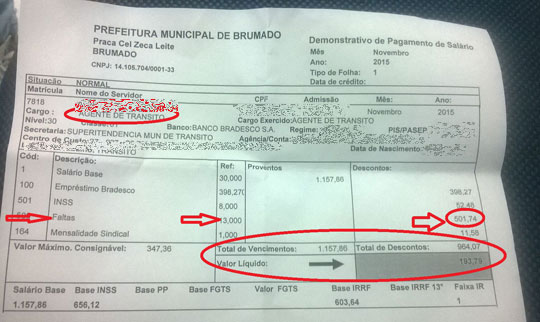 PREFEITURA MUNICIPAL DE BRUMADO
Praca Cel Zeca Leite
BRUMADO
CNPJ: 14.105.704/0001-33
Demonstrativo de Pagamento de Salário
Mês Novembro
Ano 2015
Tipo de Folha: 1
Data de crédito:
Situação NORMAL
Matrícula Nome do Servidor CPF Admissão Mês: Ano:
7818 Novembro 2015
Cargo : AGENTE DE TRANSITO Cargo Exercido:AGENTE DE TRANSITO
Nível:30 Classe:01 Banco:BANCO BRADESCO S.A. Regime: PIS/PASEP
Secretaria:SUPERINTENDENCIA MUN DE TRANSITO Agência/Conta:
Centro de Data de Nascimento
TRANSITO
Cód: Descrição: Ref: Proventos Descontos:
1 Salário Base 30,000 1.157,86
100 Empréstimo Bradesco 398,270 398,27
501 INSS 8,000 52,48
Faltas 13,000 501,74
164 Mensalidade Sindical 1,000 11,58
Valor Máximo. Consignável: 347,36 Total de Vencimentos: 1.157,86 Total de Descontos: 964,07
Valor Líquido: 193,79
Salário Base Base INSS Base PP Base FGTS Valor FGTS Base IRRF Base IRRF 13° Faixa IR
1.157,86 656,12 603,64 1